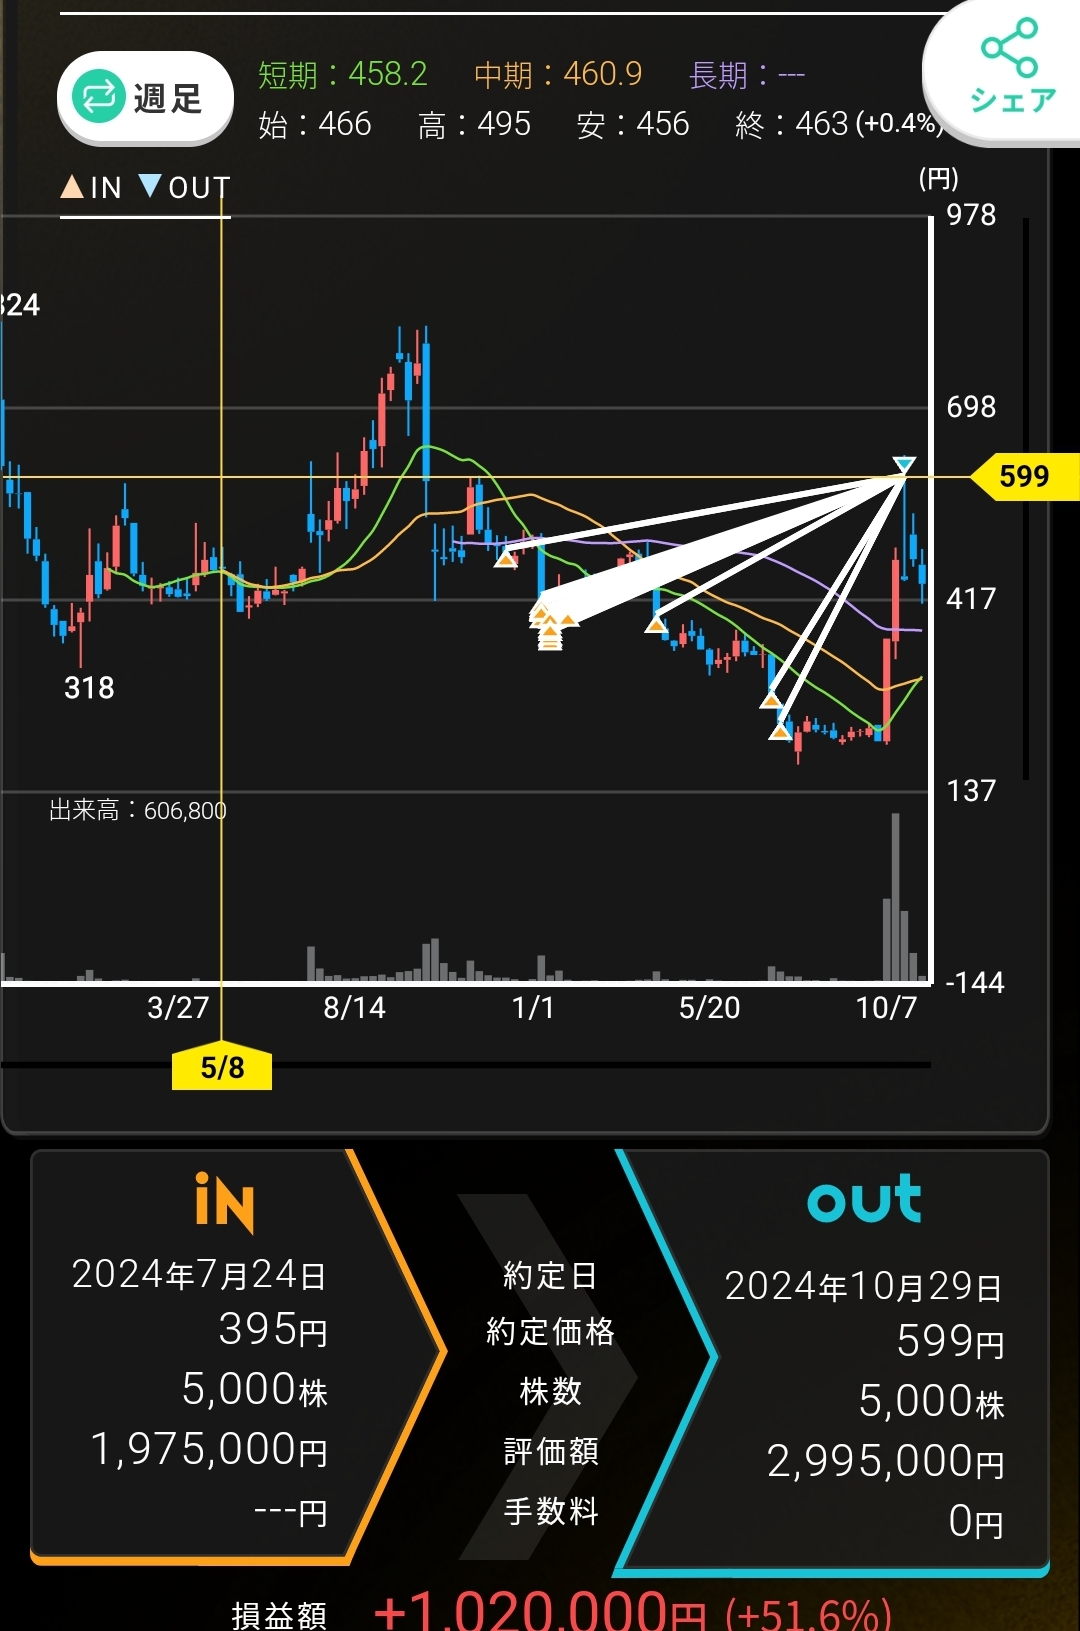 週足
短期：458.2 中期：460.9 長期：---
始：466 高：495 安：456 終：463 (+0.4%)
シェア
IN OUT
(円)
978
324
698
599
417
318
137
出来高：606,800
-144
3/27 8/14 1/1 5/20 10/7
5/8
iN
out
2024年7月24日 約定日 2024年10月29日
395円 約定価格 599円
5,000株 株数 5,000株
1,975,000円 評価額 2,995,000円
---円 手数料 0円
損益額 +1,020,000円 (+51.6%)